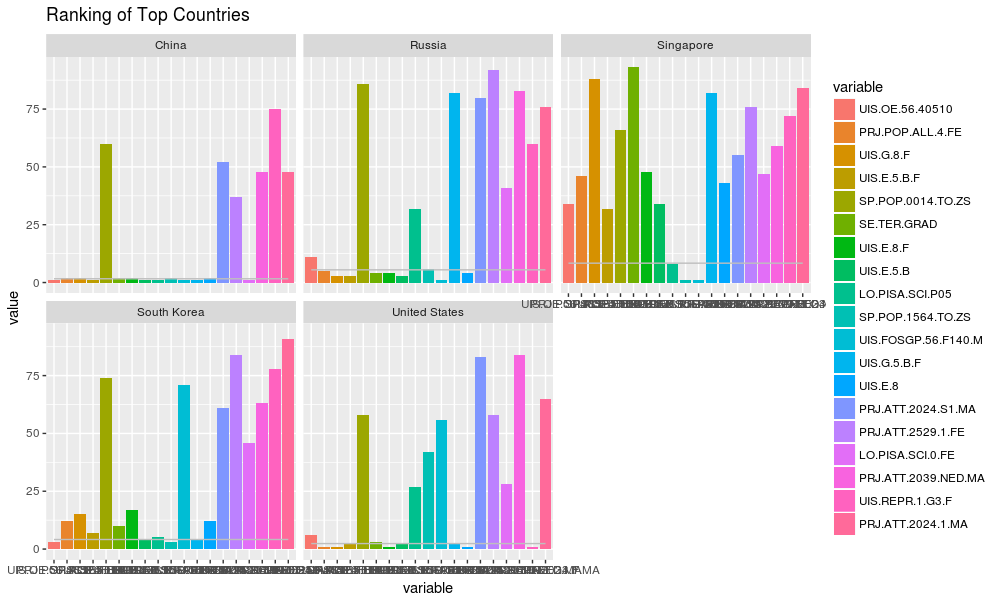 Ranking of Top Countries
China
Russia
Singapore
75
50
25
0
South Korea
United States
75
50
25
0
value
variable
variable
UIS.OE.56.40510
PRJ.POP.ALL.4.FE
UIS.G.8.F
UIS.E.5.B.F
SP.POP.0014.TO.ZS
SE.TER.GRAD
UIS.E.8.F
UIS.E.5.B
LO.PISA.SCI.P05
SP.POP.1564.TO.ZS
UIS.FOSGP.56.F140.M
UIS.G.5.B.F
UIS.E.8
PRJ.ATT.2024.S1.MA
PRJ.ATT.2529.1.FE
LO.PISA.SCI.0.FE
PRJ.ATT.2039.NED.MA
UIS.REPR.1.G3.F
PRJ.ATT.2024.1.MA